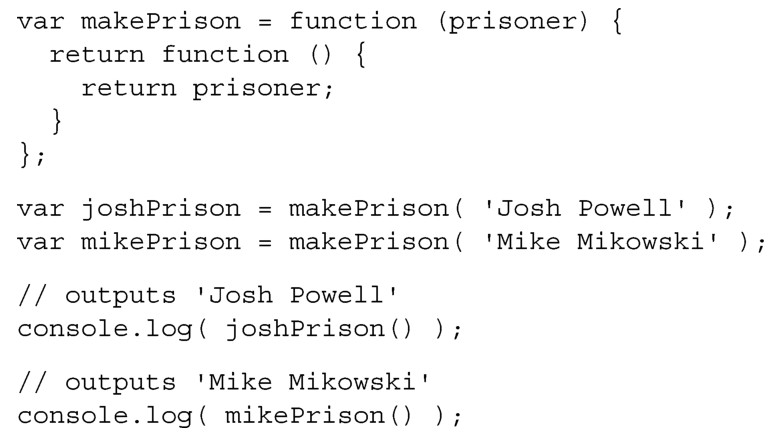 var makePrison = function (prisoner) {
  return function () {
    return prisoner;
  }
};

var joshPrison = makePrison( 'Josh Powell' );
var mikePrison = makePrison( 'Mike Mikowski' );

// outputs 'Josh Powell'
console.log( joshPrison() );

// outputs 'Mike Mikowski'
console.log( mikePrison() );